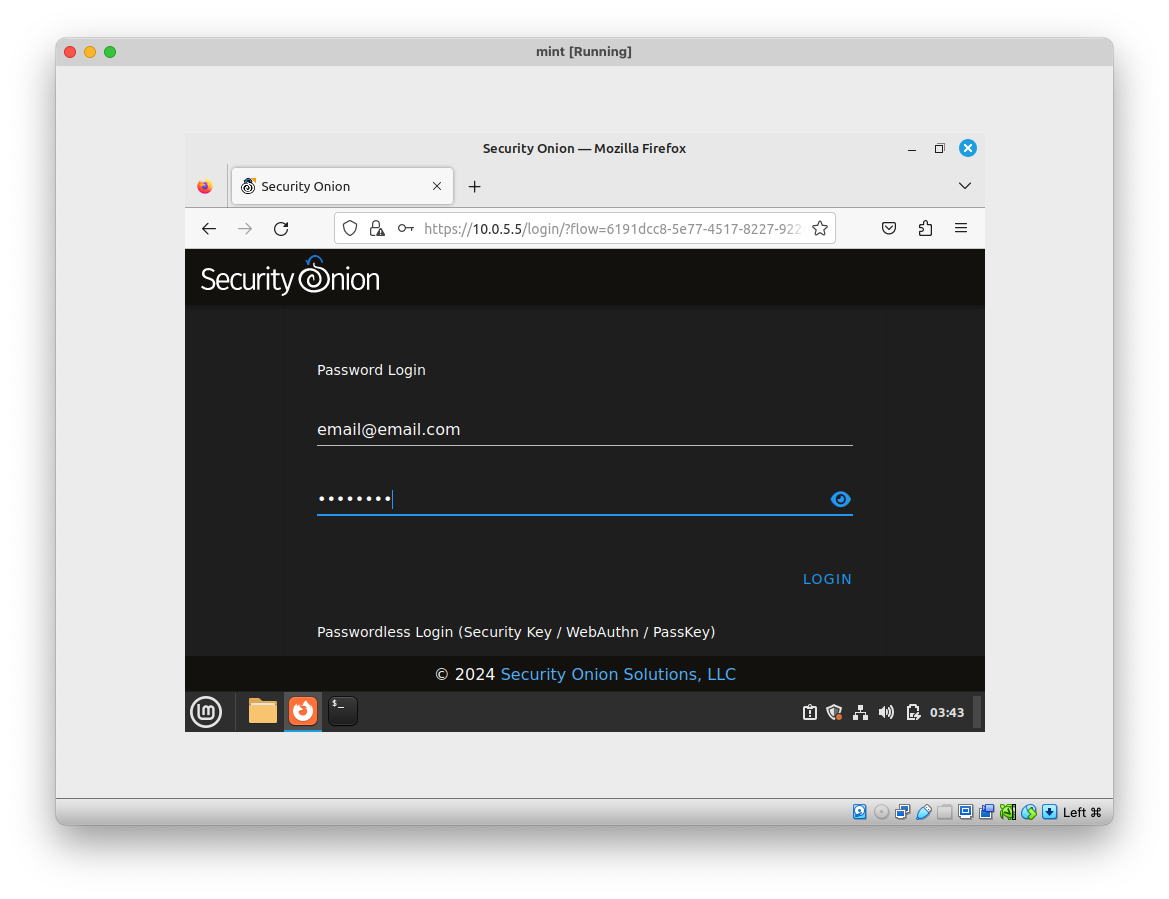 mint [Running]
Security Onion — Mozilla Firefox
Security Onion
https://10.0.5.5/login/?flow=6191dcc8-5e77-4517-8227-922
Security Onion
Password Login
email@email.com
••••••••
LOGIN
Passwordless Login (Security Key / WebAuthn / PassKey)
© 2024 Security Onion Solutions, LLC
$_
03:43
Left ⌘